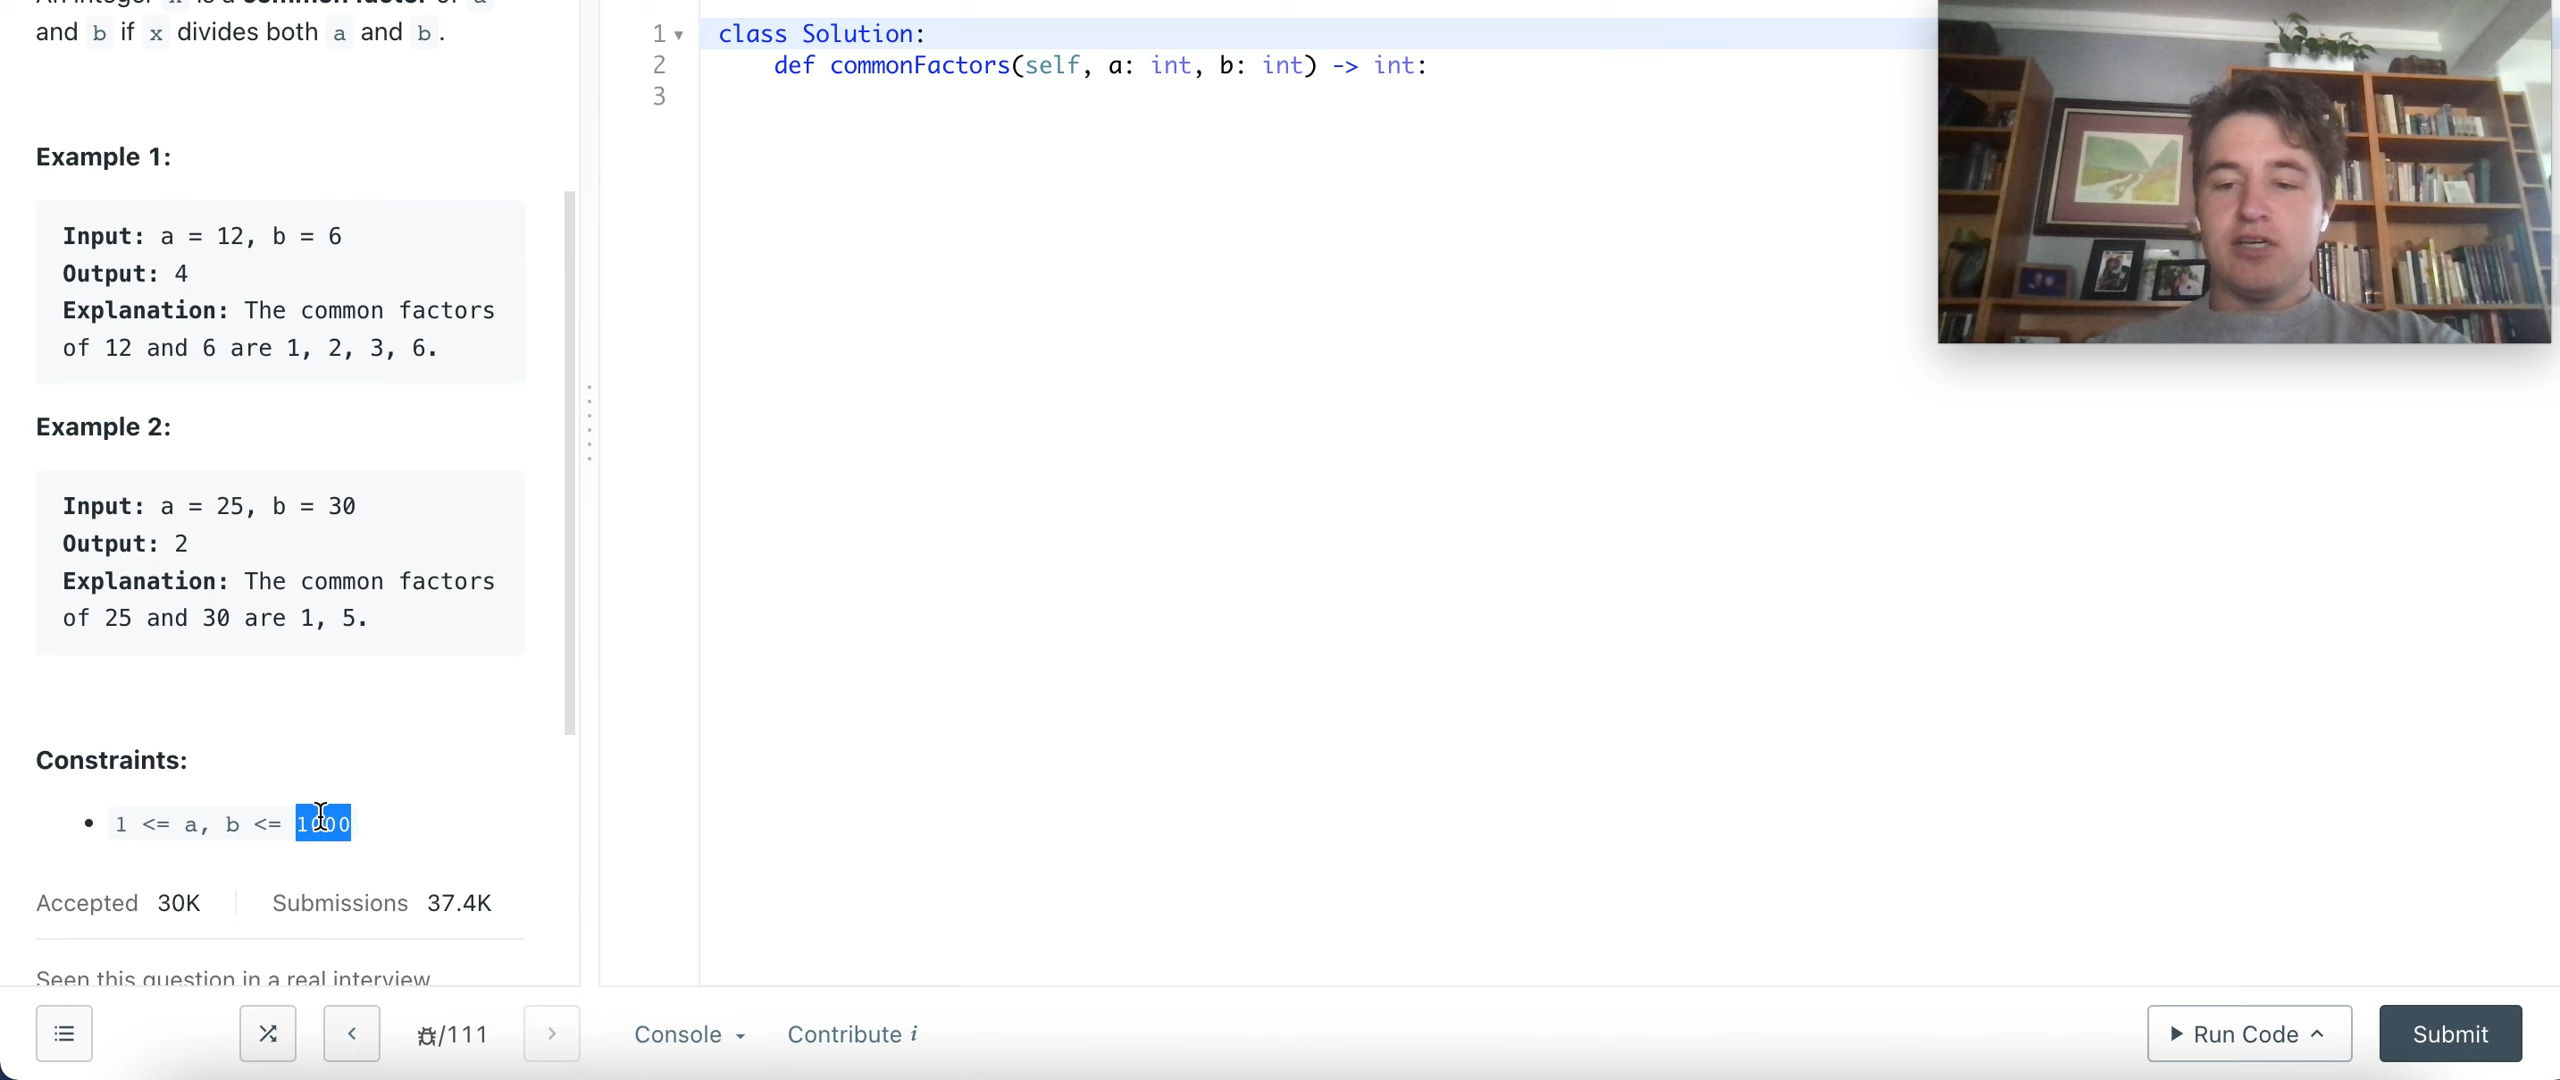 and b if x divides both a and b.
Example 1:
Input: a = 12, b = 6
Output: 4
Explanation: The common factors
of 12 and 6 are 1, 2, 3, 6.
Example 2:
Input: a = 25, b = 30
Output: 2
Explanation: The common factors
of 25 and 30 are 1, 5.
Constraints:
• 1 <= a, b <= 1000
Accepted 30K Submissions 37.4K
Seen this question in a real interview
/111
1 class Solution:
2 def commonFactors(self, a: int, b: int) -> int:
3
Console Contribute i
Run Code Submit